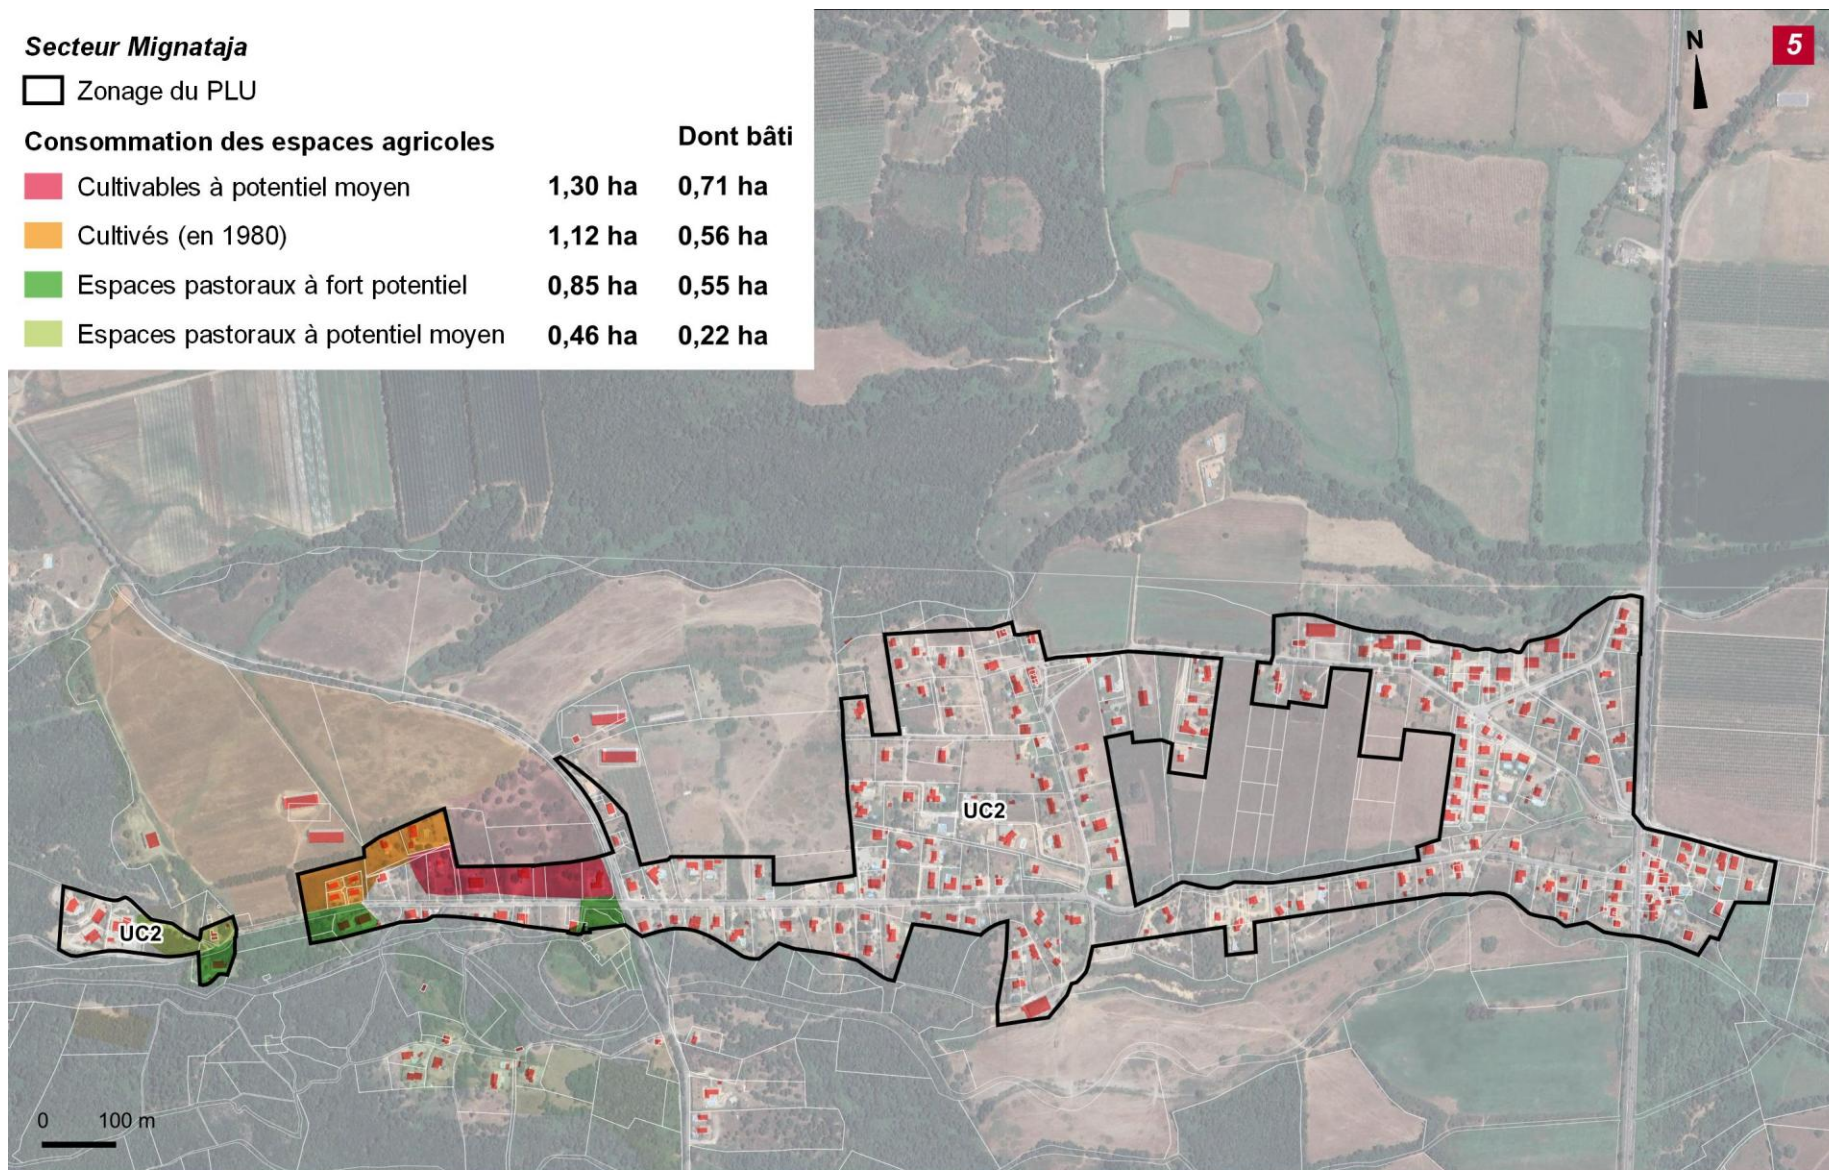 Secteur Mignataja
Zonage du PLU
Consommation des espaces agricoles Dont bâti
Cultivables à potentiel moyen 1,30 ha 0,71 ha
Cultivés (en 1980) 1,12 ha 0,56 ha
Espaces pastoraux à fort potentiel 0,85 ha 0,55 ha
Espaces pastoraux à potentiel moyen 0,46 ha 0,22 ha
N
5
UC2
UC2
0 100 m